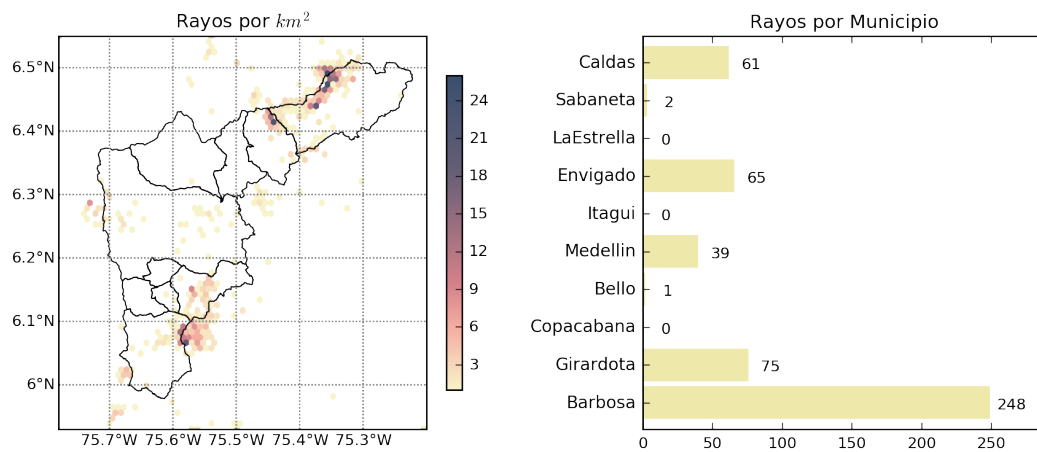 Rayos por km²
6.5°N
6.4°N
6.3°N
6.2°N
6.1°N
6°N
75.7°W 75.6°W 75.5°W 75.4°W 75.3°W
24
21
18
15
12
9
6
3
Rayos por Municipio
Caldas 61
Sabaneta 2
LaEstrella 0
Envigado 65
Itagui 0
Medellin 39
Bello 1
Copacabana 0
Girardota 75
Barbosa 248
0 50 100 150 200 250